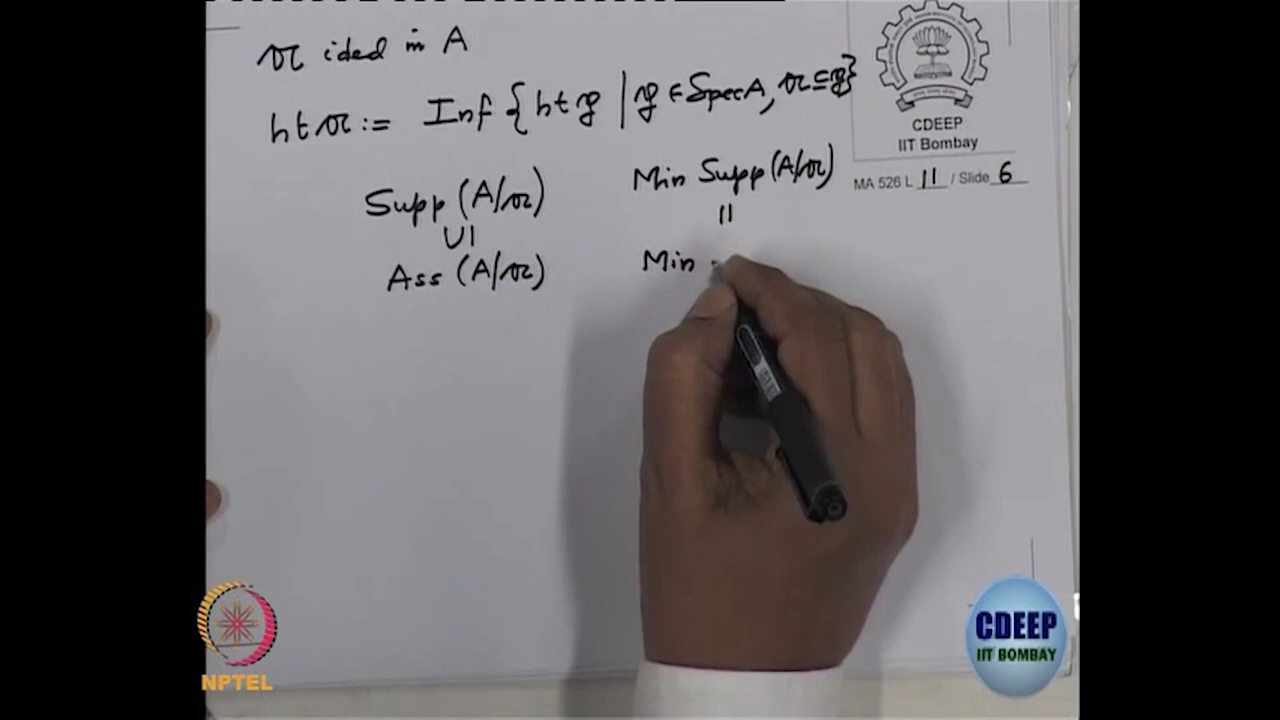 𝔞 ideal in A
ht 𝔞 := Inf { ht 𝔭 | 𝔭 ∈ Spec A, 𝔞 ⊆ 𝔭 }
CDEEP
IIT Bombay
MA 526 L 11 / Slide 6
Supp (A/𝔞) Min Supp (A/𝔞)
∪| ||
Ass (A/𝔞) Min
NPTEL
CDEEP
IIT BOMBAY